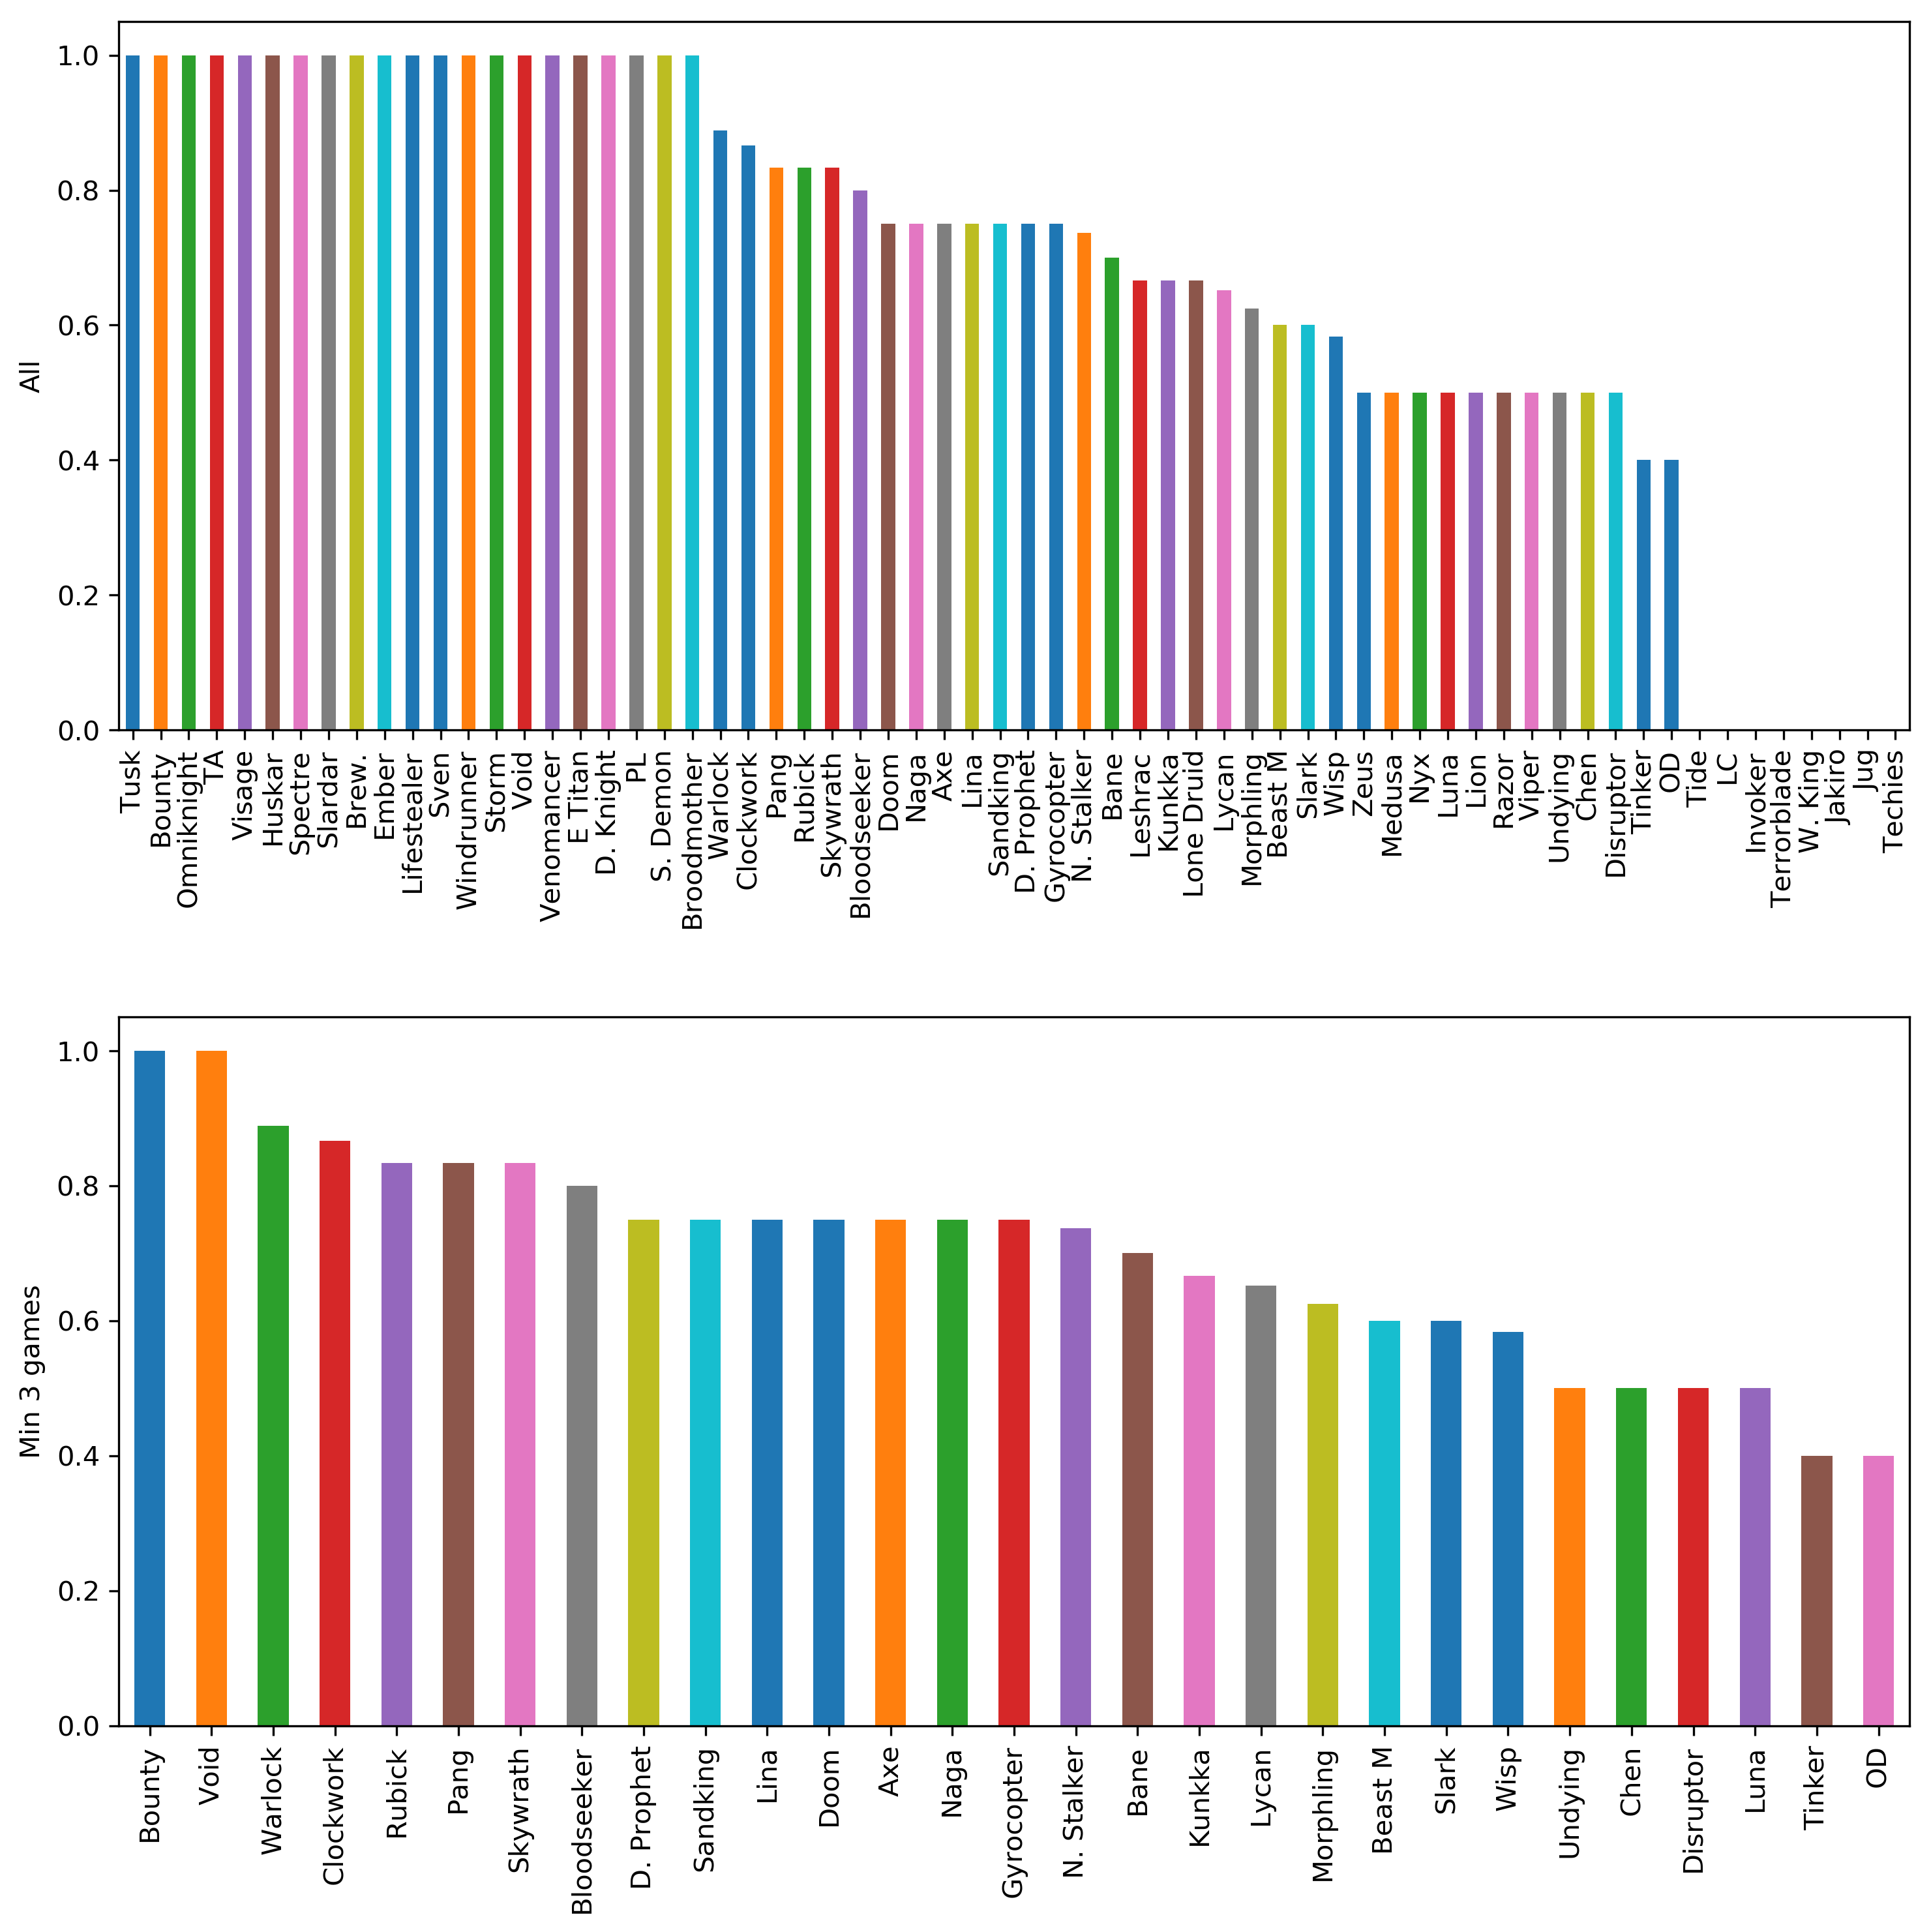 All
1.0
0.8
0.6
0.4
0.2
0.0
Tusk
Bounty
Omniknight
TA
Visage
Huskar
Spectre
Slardar
Brew.
Ember
Lifestealer
Sven
Windrunner
Storm
Void
Venomancer
E Titan
D. Knight
PL
S. Demon
Broodmother
Warlock
Clockwork
Pang
Rubick
Skywrath
Bloodseeker
Doom
Naga
Axe
Lina
Sandking
D. Prophet
Gyrocopter
N. Stalker
Bane
Leshrac
Kunkka
Lone Druid
Lycan
Morphling
Beast M
Slark
Wisp
Zeus
Medusa
Nyx
Luna
Lion
Razor
Viper
Undying
Chen
Disruptor
Tinker
OD
Tide
LC
Invoker
Terrorblade
W. King
Jakiro
Jug
Techies
Min 3 games
1.0
0.8
0.6
0.4
0.2
0.0
Bounty
Void
Warlock
Clockwork
Rubick
Pang
Skywrath
Bloodseeker
D. Prophet
Sandking
Lina
Doom
Axe
Naga
Gyrocopter
N. Stalker
Bane
Kunkka
Lycan
Morphling
Beast M
Slark
Wisp
Undying
Chen
Disruptor
Luna
Tinker
OD